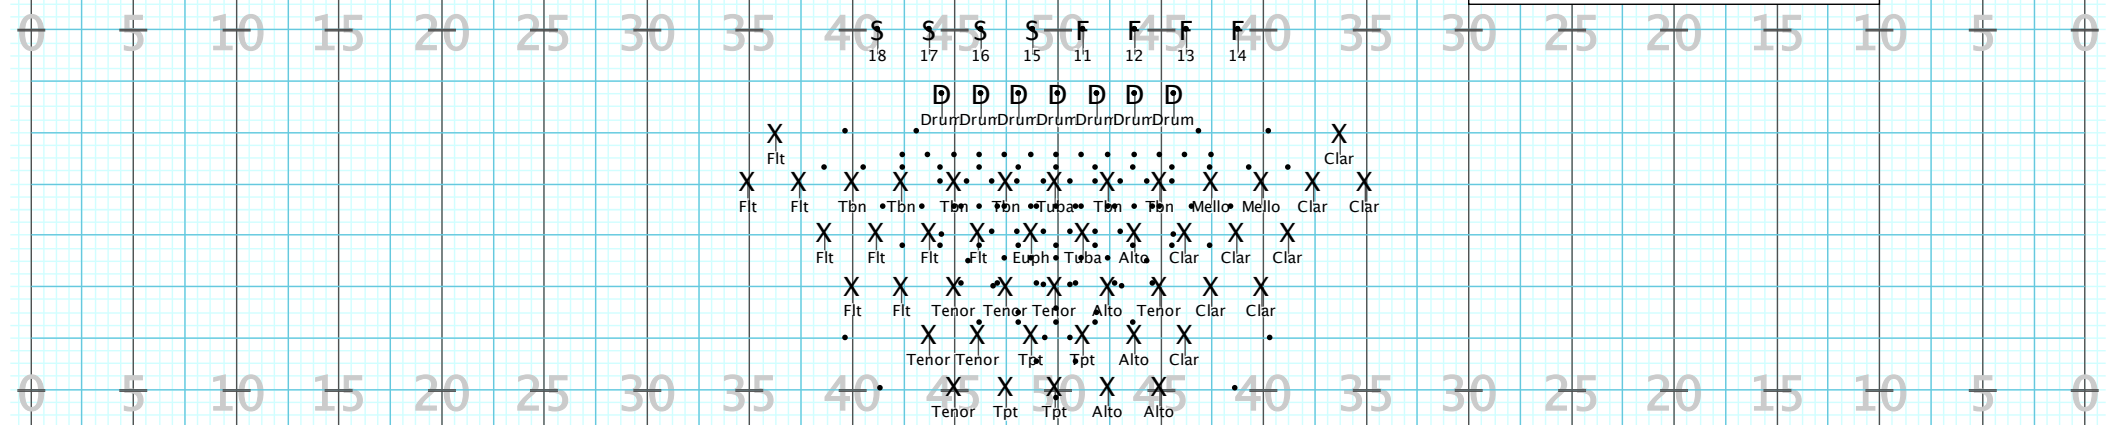 0 5 10 15 20 25 30 35 40 S S 45 S S 50 F F 45 F F 40 35 30 25 20 15 10 5 0
18 17 16 15 11 12 13 14
D D D D D D D
Drum Drum Drum Drum Drum Drum Drum
X X
Flt Clar
X X X X X X X X X X X X X
Flt Flt Tbn Tbn Tbn Tbn Tuba Tbn Tbn Mello Mello Clar Clar
X X X X X X X X X X
Flt Flt Flt Flt Euph Tuba Alto Clar Clar Clar
X X X X X X X X X
Flt Flt Tenor Tenor Tenor Alto Tenor Clar Clar
X X X X X X
Tenor Tenor Tpt Tpt Alto Clar
0 5 10 15 20 25 30 35 40 X 45 X X 50 X X 45 40 35 30 25 20 15 10 5 0
Tenor Tpt Tpt Alto Alto